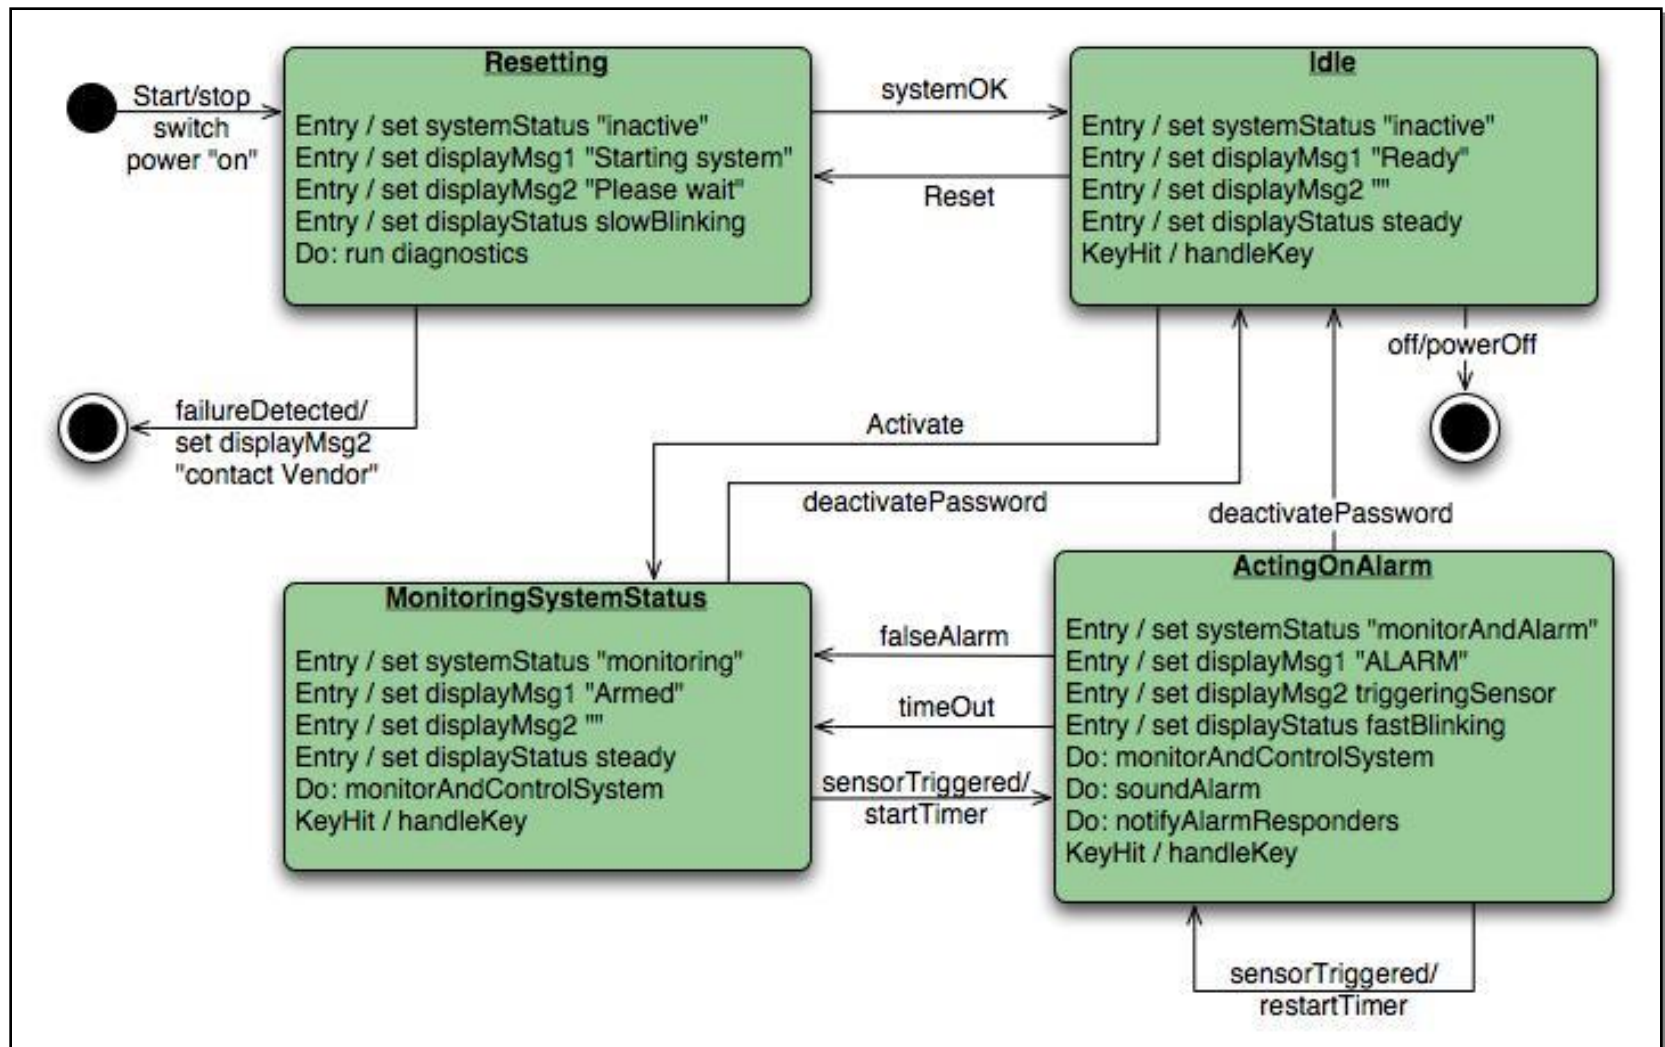 Start/stop
switch
power "on"
Resetting
Entry / set systemStatus "inactive"
Entry / set displayMsg1 "Starting system"
Entry / set displayMsg2 "Please wait"
Entry / set displayStatus slowBlinking
Do: run diagnostics
systemOK
Reset
Idle
Entry / set systemStatus "inactive"
Entry / set displayMsg1 "Ready"
Entry / set displayMsg2 ""
Entry / set displayStatus steady
KeyHit / handleKey
off/powerOff
failureDetected/
set displayMsg2
"contact Vendor"
Activate
deactivatePassword
deactivatePassword
MonitoringSystemStatus
Entry / set systemStatus "monitoring"
Entry / set displayMsg1 "Armed"
Entry / set displayMsg2 ""
Entry / set displayStatus steady
Do: monitorAndControlSystem
KeyHit / handleKey
falseAlarm
timeOut
sensorTriggered/
startTimer
ActingOnAlarm
Entry / set systemStatus "monitorAndAlarm"
Entry / set displayMsg1 "ALARM"
Entry / set displayMsg2 triggeringSensor
Entry / set displayStatus fastBlinking
Do: monitorAndControlSystem
Do: soundAlarm
Do: notifyAlarmResponders
KeyHit / handleKey
sensorTriggered/
restartTimer